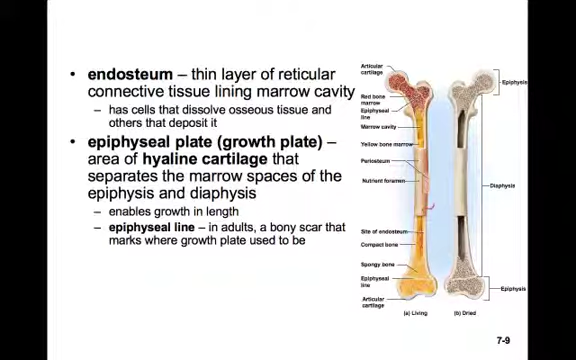 • endosteum – thin layer of reticular
connective tissue lining marrow cavity
– has cells that dissolve osseous tissue and
others that deposit it
• epiphyseal plate (growth plate) –
area of hyaline cartilage that
separates the marrow spaces of the
epiphysis and diaphysis
– enables growth in length
– epiphyseal line – in adults, a bony scar that
marks where growth plate used to be
Articular
cartilage
Red bone
marrow
Epiphyseal
line
Marrow cavity
Yellow bone marrow
Periosteum
Nutrient foramen
Site of endosteum
Compact bone
Spongy bone
Epiphyseal
line
Articular
cartilage
Epiphysis
Diaphysis
Epiphysis
(a) Living
(b) Dried
7-9